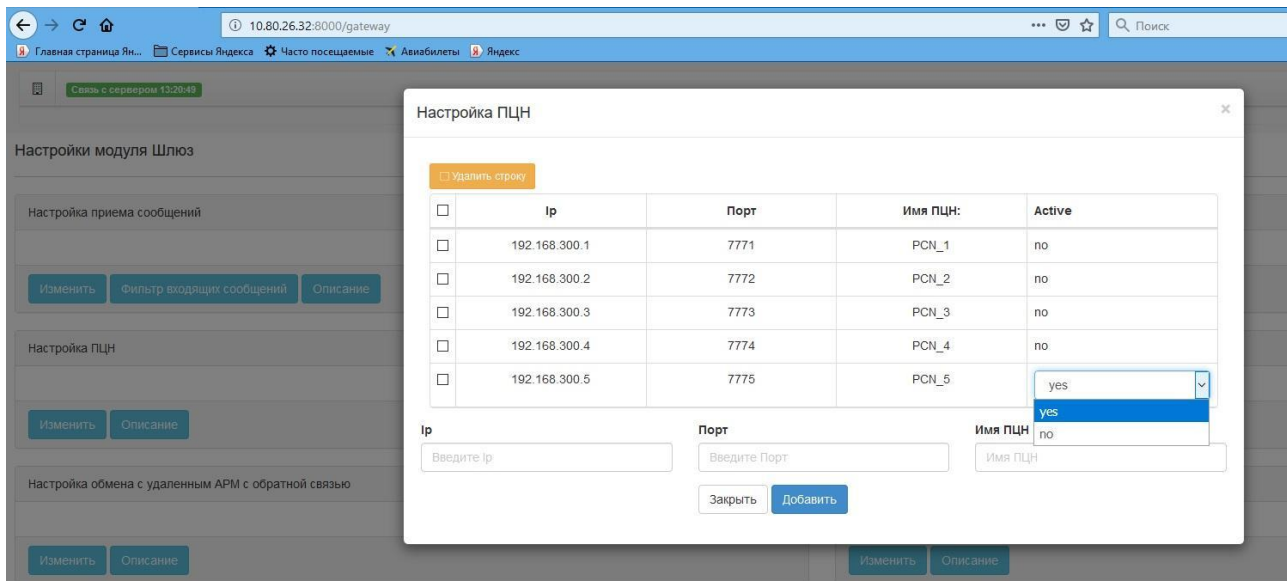 10.80.26.32:8000/gateway
Поиск
Главная страница Ян... Сервисы Яндекса Часто посещаемые Авиабилеты Яндекс
Связь с сервером 13:20:49
Настройка ПЦН
×
Настройки модуля Шлюз
Удалить строку
Ip Порт Имя ПЦН: Active
192.168.300.1 7771 PCN_1 no
192.168.300.2 7772 PCN_2 no
192.168.300.3 7773 PCN_3 no
192.168.300.4 7774 PCN_4 no
192.168.300.5 7775 PCN_5 yes
yes
no
Ip Порт Имя ПЦН
Введите Ip Введите Порт Имя ПЦН
Закрыть Добавить
Настройка приема сообщений
Изменить Фильтр входящих сообщений Описание
Настройка ПЦН
Изменить Описание
Настройка обмена с удаленным АРМ с обратной связью
Изменить Описание
Изменить Описание